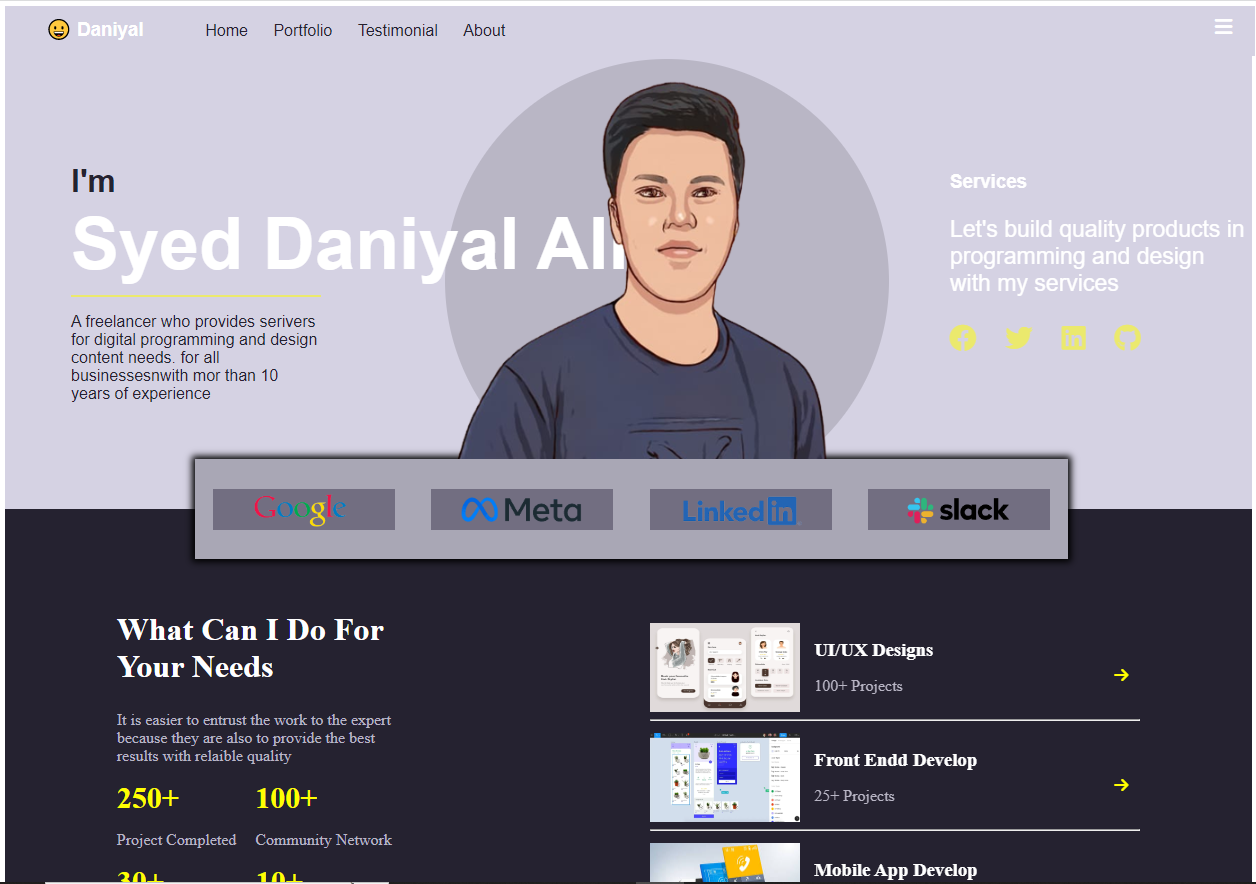 Daniyal
Home
Portfolio
Testimonial
About
I'm
Syed Daniyal Ali
A freelancer who provides serivers
for digital programming and design
content needs. for all
businessesnwith mor than 10
years of experience
Services
Let's build quality products in
programming and design
with my services
Google
Meta
Linkedin
slack
What Can I Do For
Your Needs
It is easier to entrust the work to the expert
because they are also to provide the best
results with relaible quality
250+
100+
Project Completed
Community Network
30+
10+
UI/UX Designs
100+ Projects
Front Endd Develop
25+ Projects
Mobile App Develop